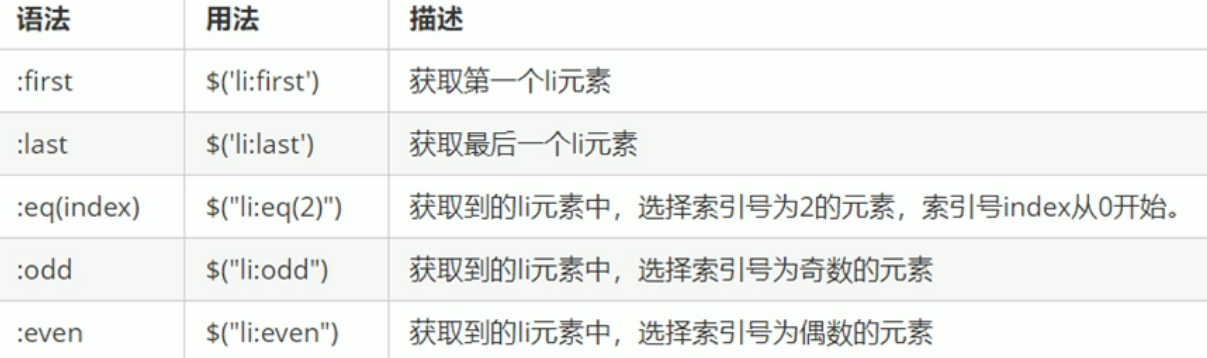 语法 用法 描述
:first $('li:first') 获取第一个li元素
:last $('li:last') 获取最后一个li元素
:eq(index) $("li:eq(2)") 获取到的li元素中，选择索引号为2的元素，索引号index从0开始。
:odd $("li:odd") 获取到的li元素中，选择索引号为奇数的元素
:even $("li:even") 获取到的li元素中，选择索引号为偶数的元素